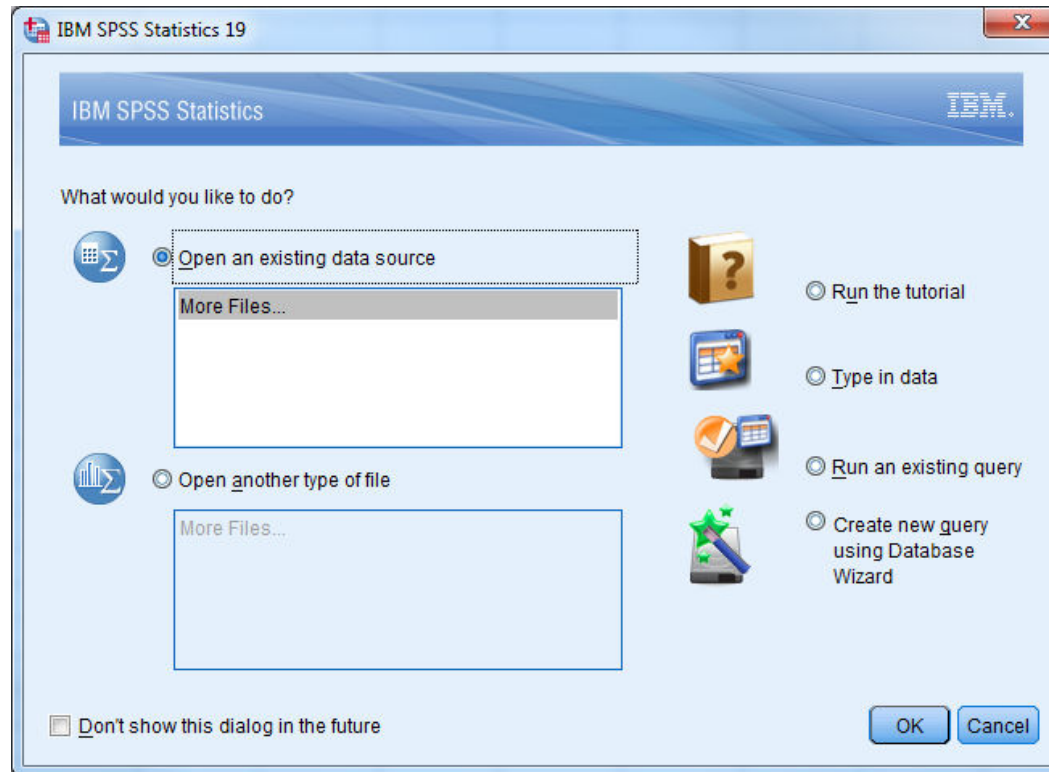 IBM SPSS Statistics 19
IBM SPSS Statistics
IBM.
What would you like to do?
Open an existing data source
More Files...
Open another type of file
More Files...
Run the tutorial
Type in data
Run an existing query
Create new query
using Database
Wizard
Don't show this dialog in the future
OK
Cancel